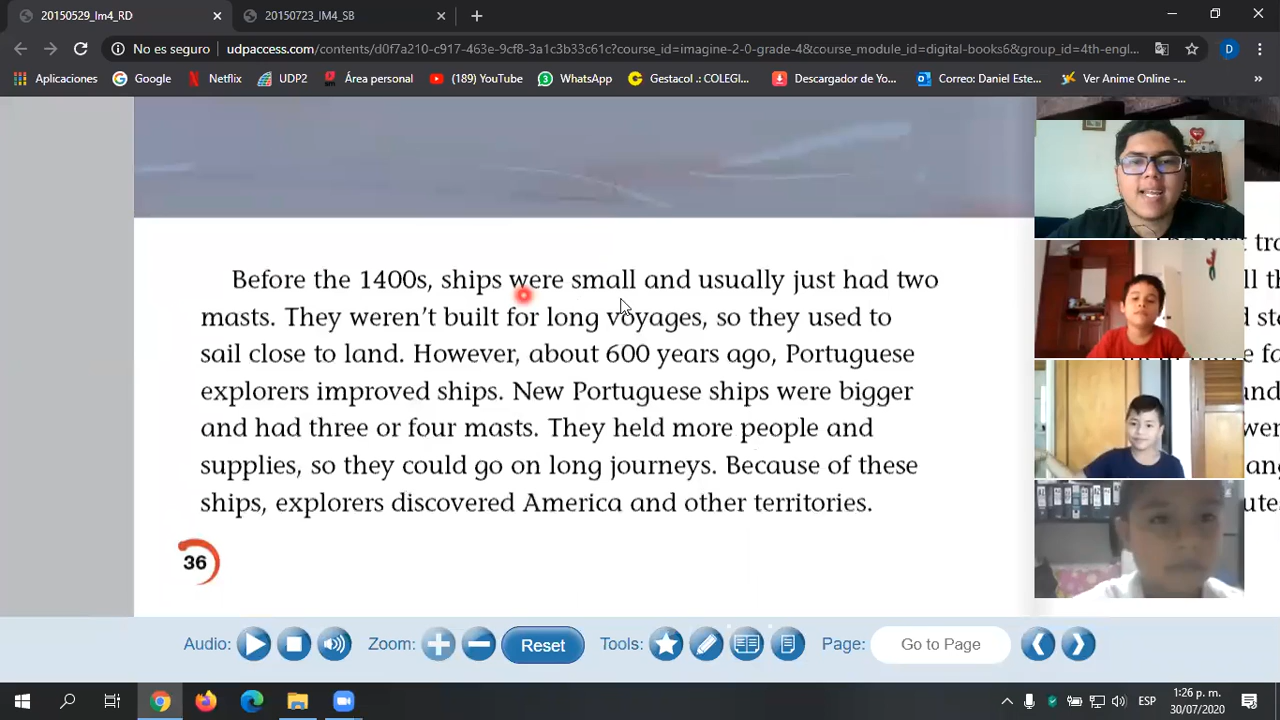 20150529_Im4_RD
20150723_IM4_SB
No es seguro
udpaccess.com/contents/d0f7a210-c917-463e-9cf8-3a1c3b33c61c?course_id=imagine-2-0-grade-4&course_module_id=digital-books6&group_id=4th-engl...
D
Aplicaciones
Google
Netflix
UDP2
Área personal
(189) YouTube
WhatsApp
Gestacol .: COLEGI...
Desargador de Yo...
Correo: Daniel Este...
Ver Anime Online -...
»
Before the 1400s, ships were small and usually just had two
masts. They weren't built for long voyages, so they used to
sail close to land. However, about 600 years ago, Portuguese
explorers improved ships. New Portuguese ships were bigger
and had three or four masts. They held more people and
supplies, so they could go on long journeys. Because of these
ships, explorers discovered America and other territories.
36
Audio:
Zoom:
Reset
Tools:
Page:
Go to Page
ESP
1:26 p. m.
30/07/2020